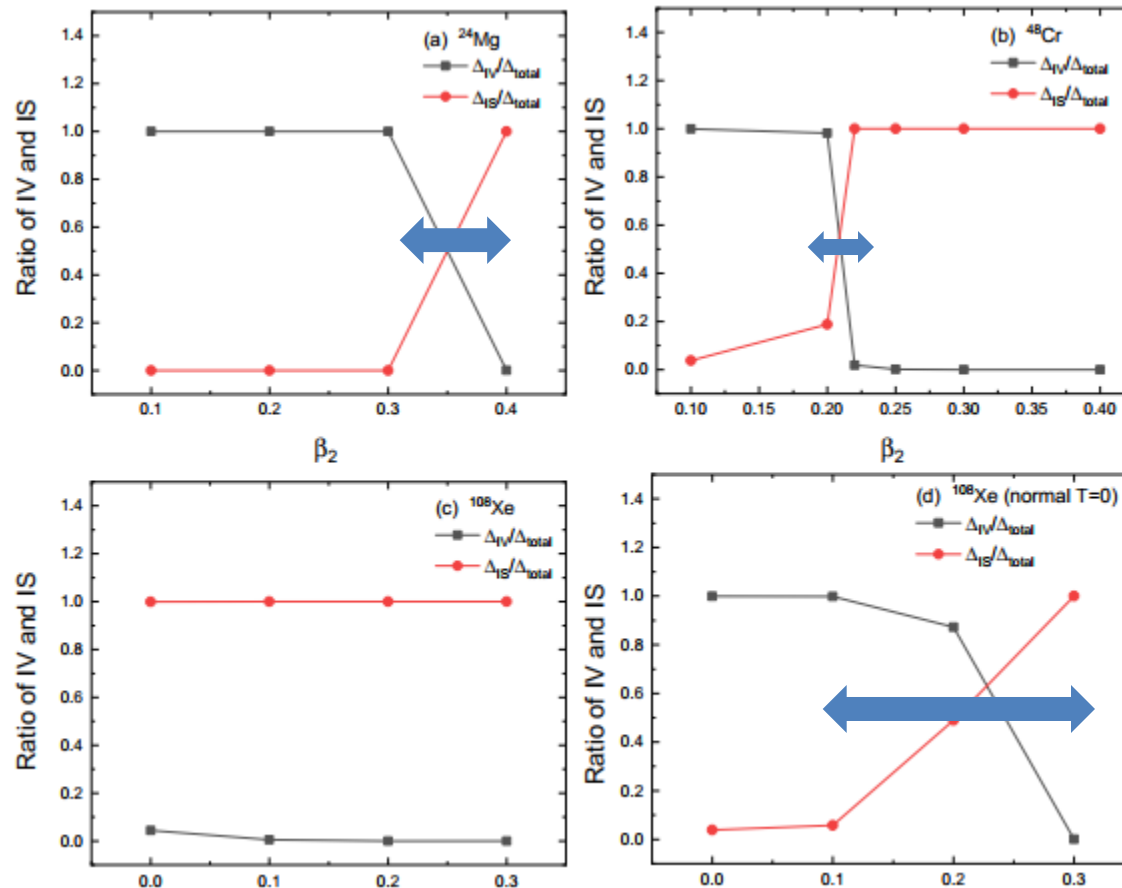 (a) ²⁴Mg
Δ_IV/Δ_total
Δ_IS/Δ_total
Ratio of IV and IS
1.4
1.2
1.0
0.8
0.6
0.4
0.2
0.0
0.1
0.2
0.3
0.4
β₂
(b) ⁴⁸Cr
Δ_IV/Δ_total
Δ_IS/Δ_total
Ratio of IV and IS
1.4
1.2
1.0
0.8
0.6
0.4
0.2
0.0
0.10
0.15
0.20
0.25
0.30
0.35
0.40
β₂
(c) ¹⁰⁸Xe
Δ_IV/Δ_total
Δ_IS/Δ_total
Ratio of IV and IS
1.4
1.2
1.0
0.8
0.6
0.4
0.2
0.0
0.0
0.1
0.2
0.3
(d) ¹⁰⁸Xe (normal T=0)
Δ_IV/Δ_total
Δ_IS/Δ_total
Ratio of IV and IS
1.4
1.2
1.0
0.8
0.6
0.4
0.2
0.0
0.0
0.1
0.2
0.3